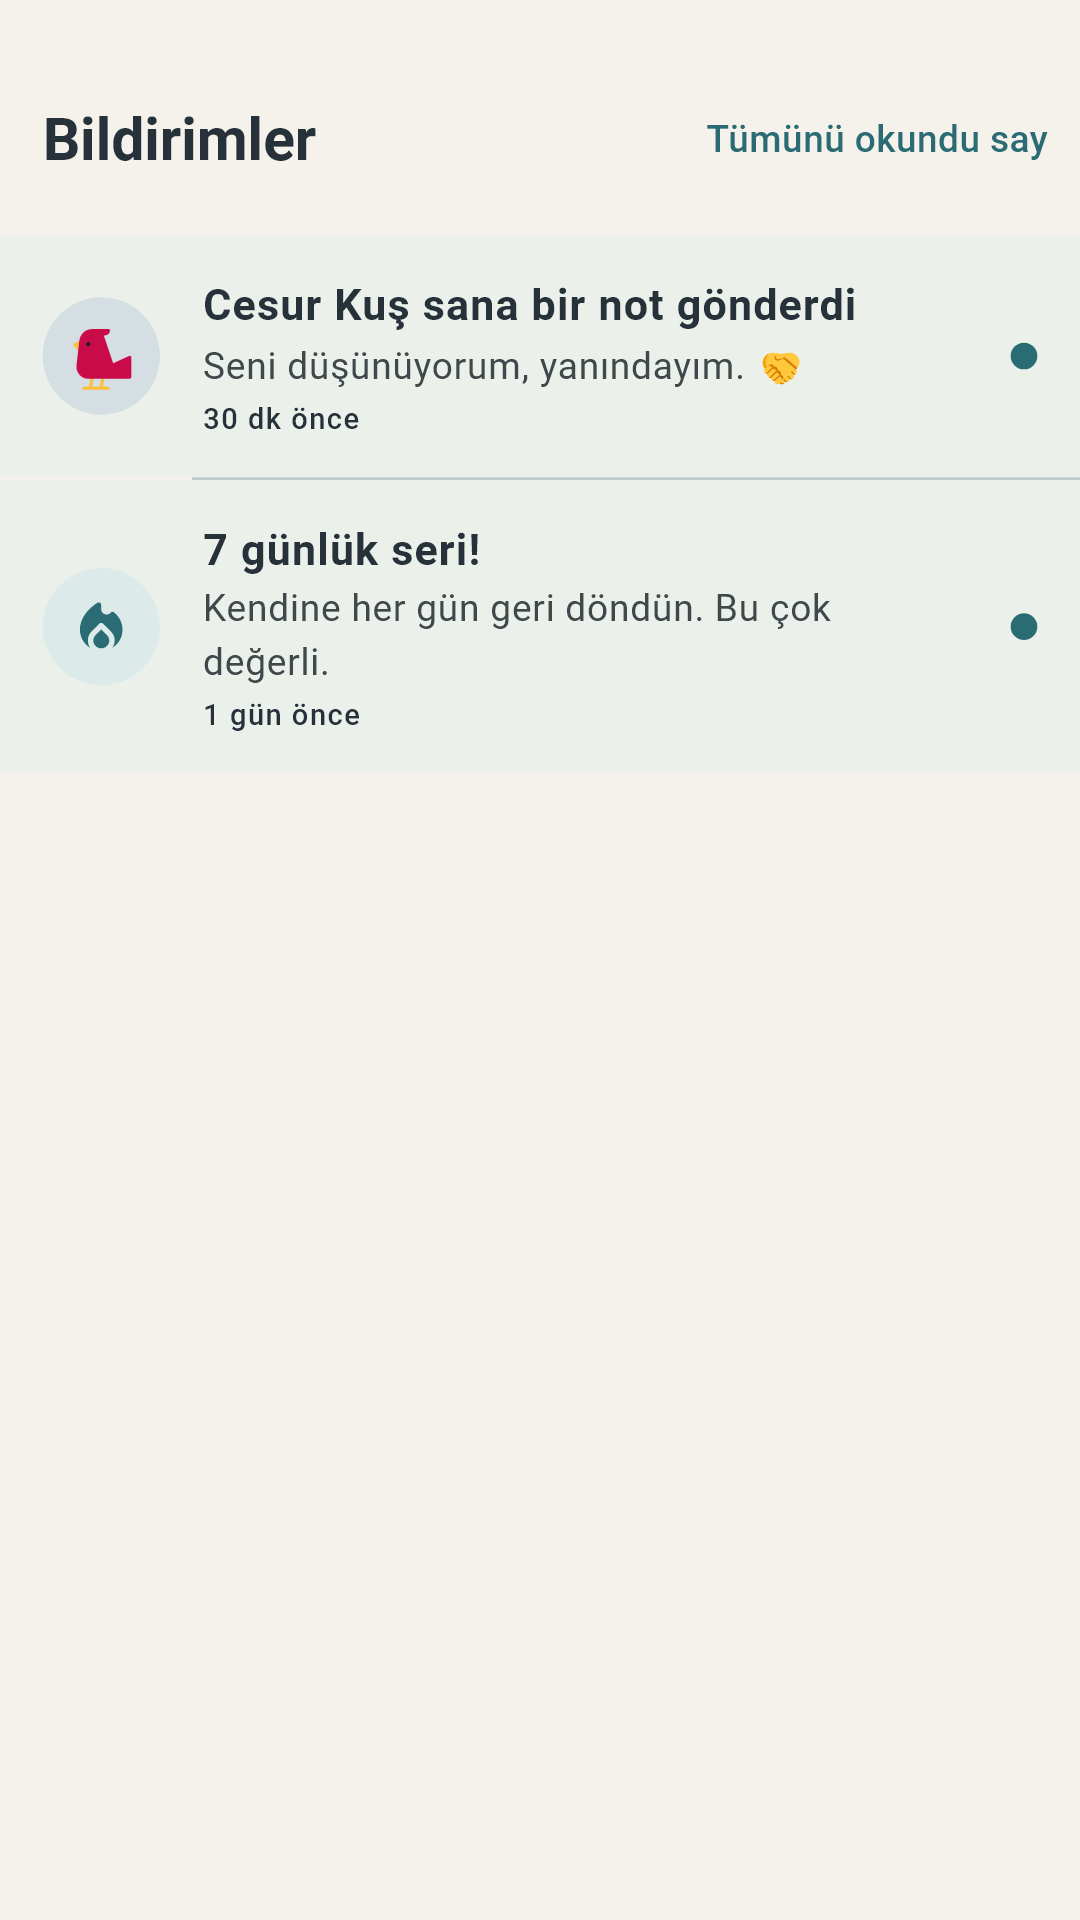 Bildirimler
Tümünü okundu say
Cesur Kuş sana bir not gönderdi
Seni düşünüyorum, yanındayım. 🤝
30 dk önce
7 günlük seri!
Kendine her gün geri döndün. Bu çok
değerli.
1 gün önce